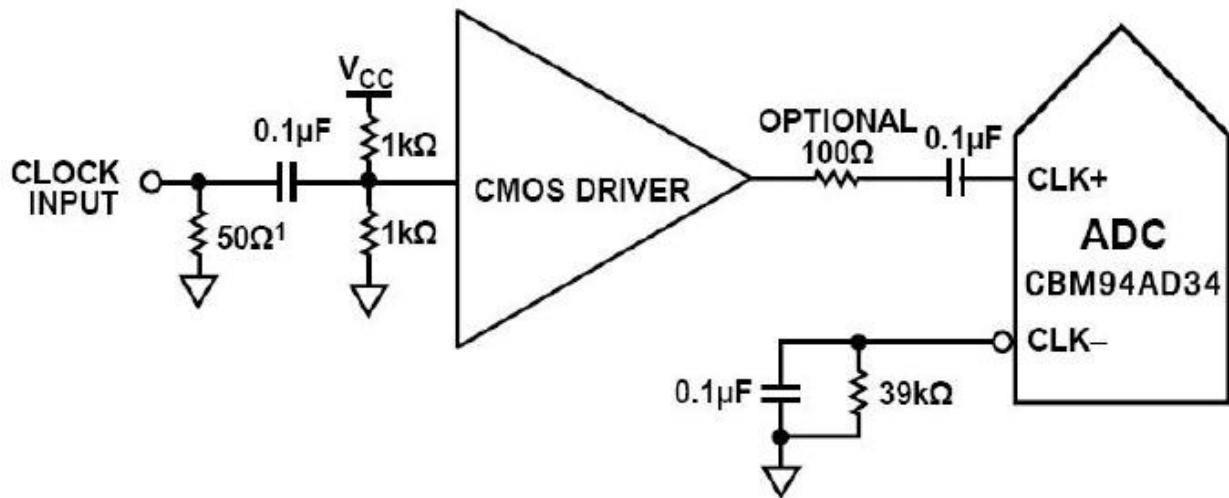 V_CC
0.1µF
1kΩ
CLOCK
INPUT
50Ω¹
1kΩ
CMOS DRIVER
OPTIONAL
100Ω
0.1µF
CLK+
ADC
CBM94AD34
CLK–
0.1µF
39kΩ